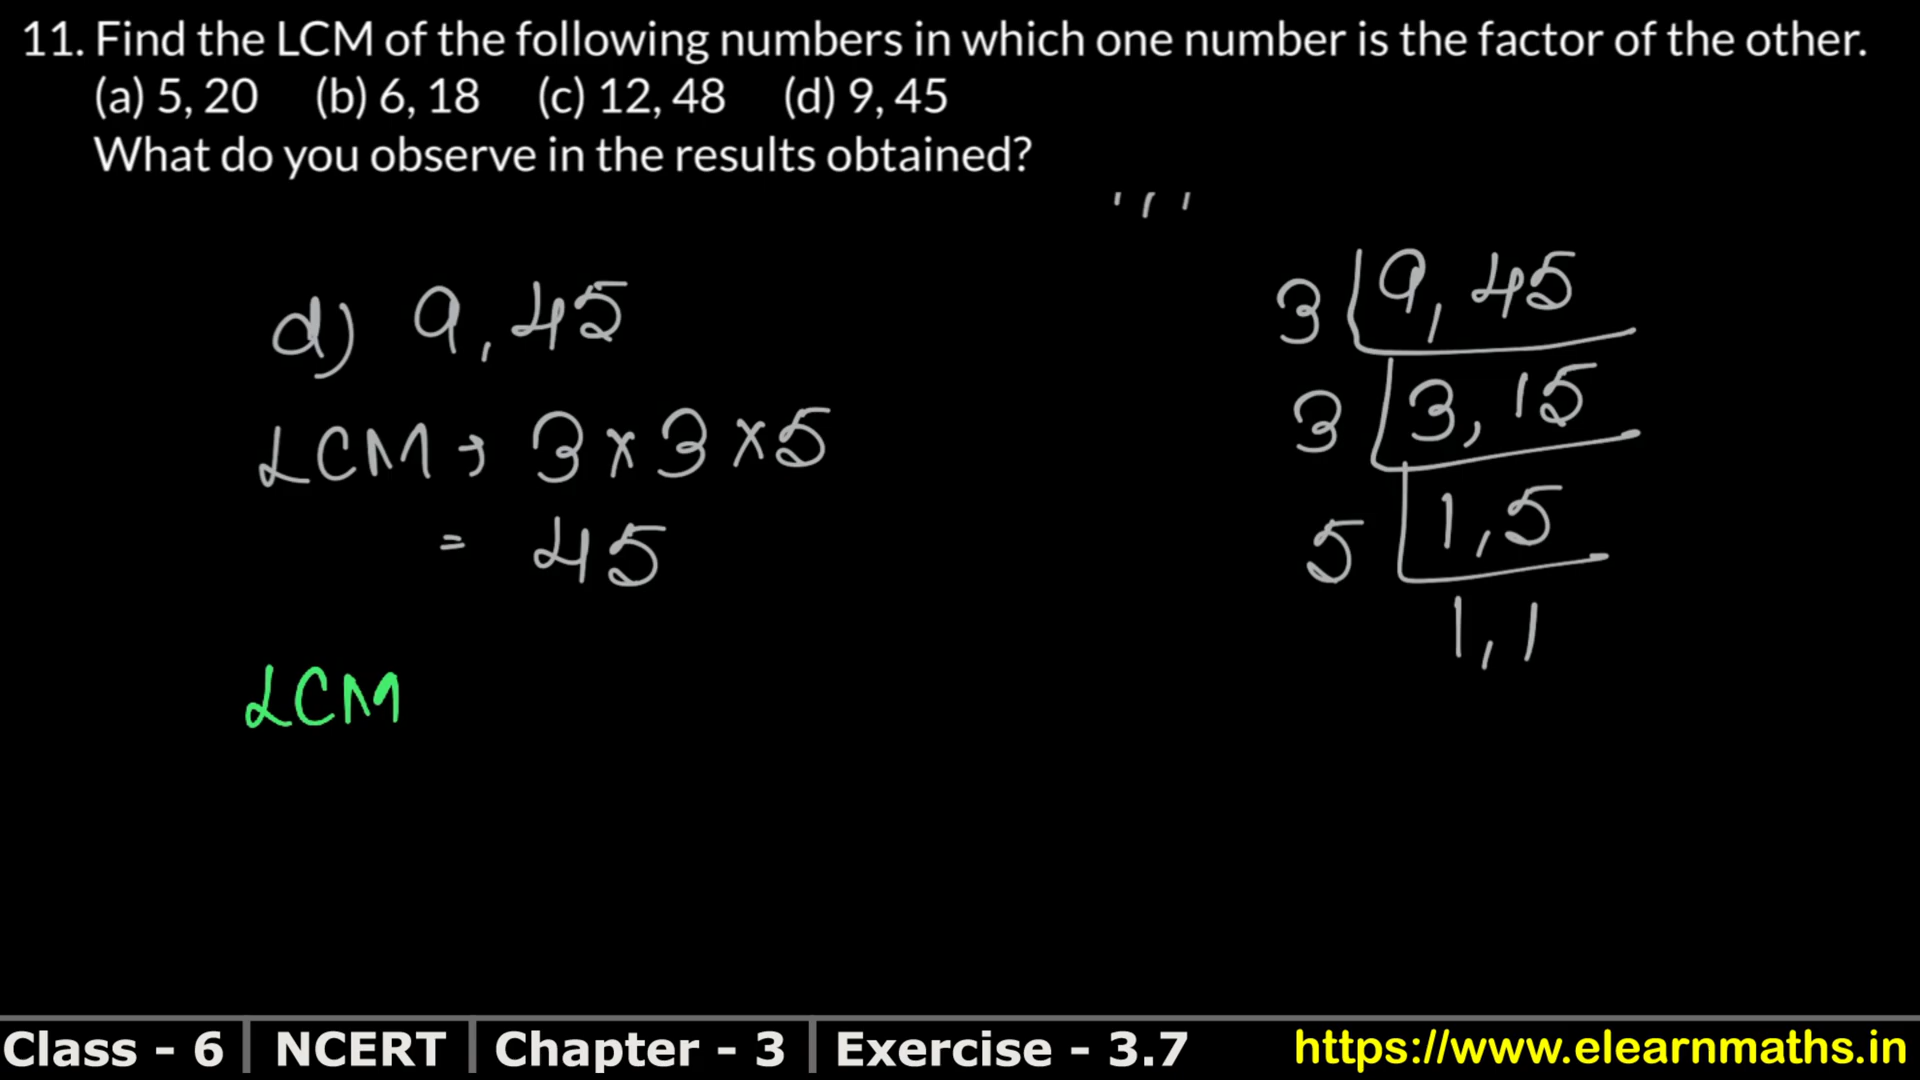 11. Find the LCM of the following numbers in which one number is the factor of the other.
(a) 5, 20 (b) 6, 18 (c) 12, 48 (d) 9, 45
What do you observe in the results obtained?
d) 9, 45
LCM → 3 × 3 × 5
= 45
LCM
3 | 9, 45
3 | 3, 15
5 | 1, 5
1, 1
Class - 6 | NCERT | Chapter - 3 | Exercise - 3.7 https://www.elearnmaths.in